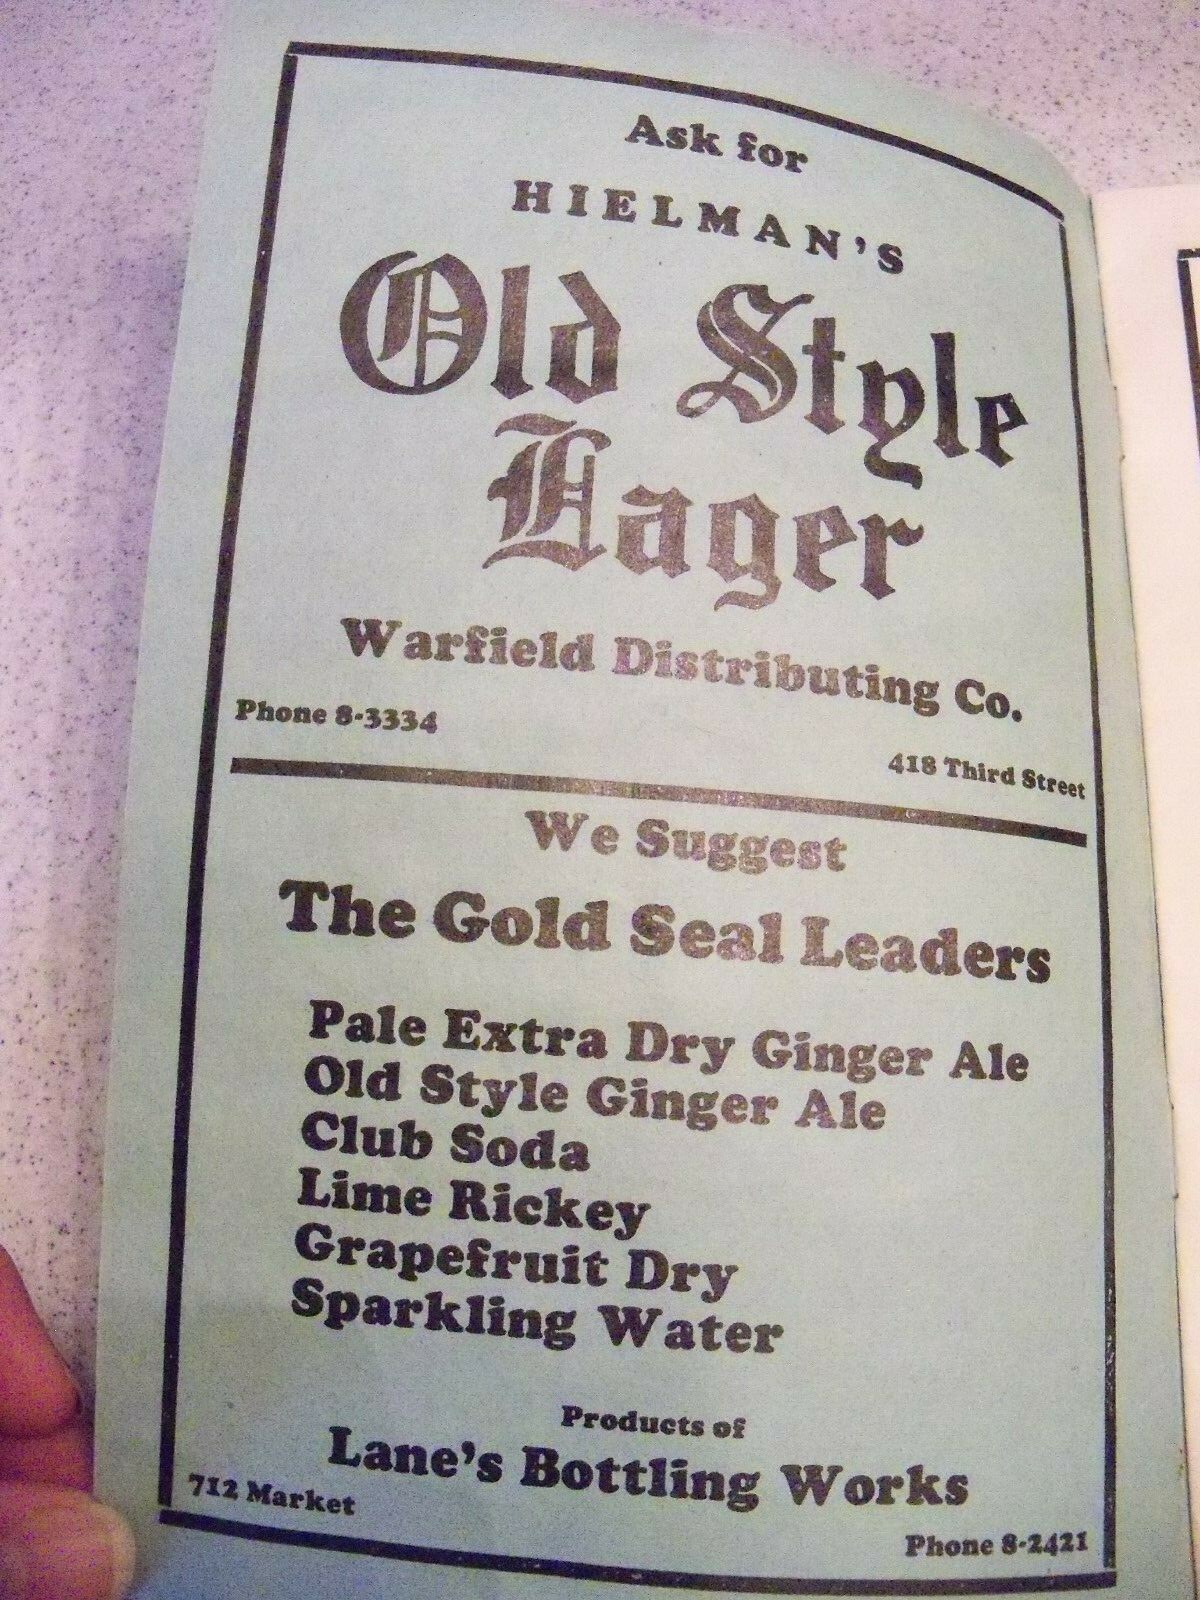 Ask for
HIELMAN'S
Old Style
Lager
Warfield Distributing Co.
Phone 8-3334
418 Third Street
We Suggest
The Gold Seal Leaders
Pale Extra Dry Ginger Ale
Old Style Ginger Ale
Club Soda
Lime Rickey
Grapefruit Dry
Sparkling Water
Products of
Lane's Bottling Works
712 Market
Phone 8-2421